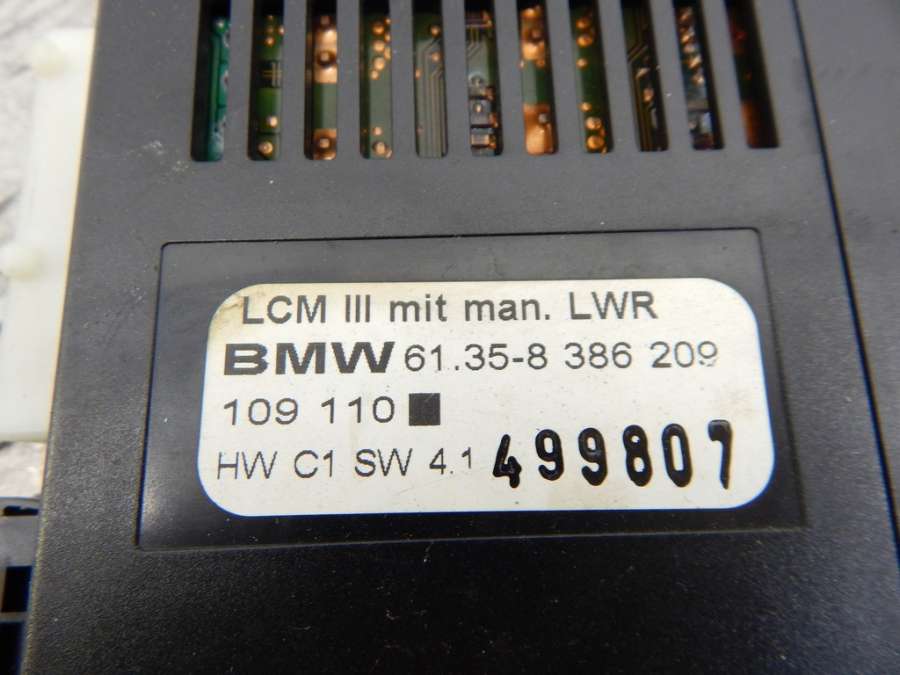 LCM III mit man. LWR
BMW 61.35-8 386 209
109 110
HW C1 SW 4.1 499807